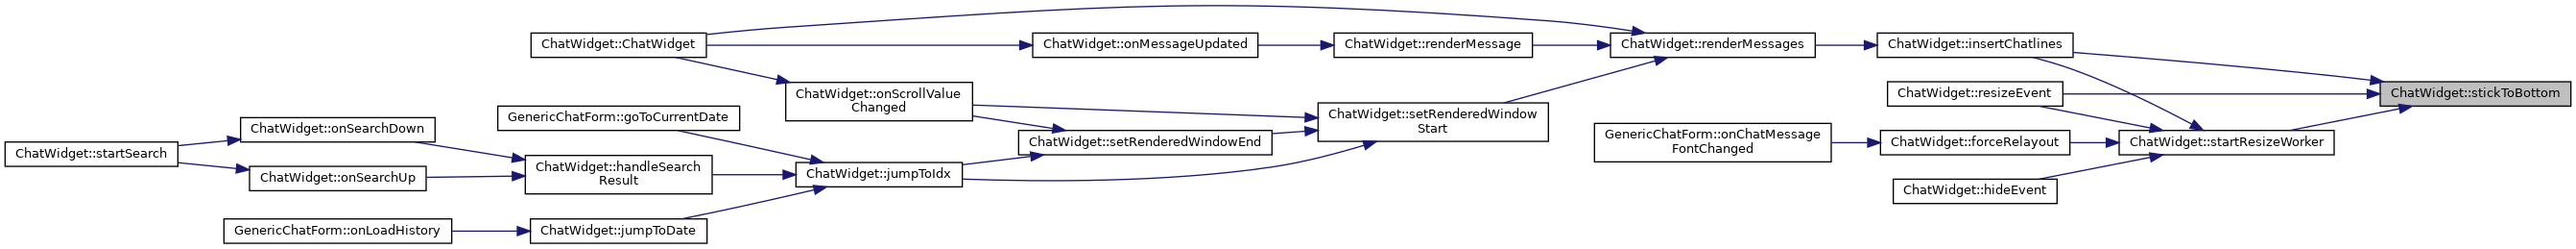 ChatWidget::ChatWidget
ChatWidget::onMessageUpdated
ChatWidget::renderMessage
ChatWidget::renderMessages
ChatWidget::insertChatlines
ChatWidget::onScrollValue
Changed
ChatWidget::resizeEvent
ChatWidget::stickToBottom
GenericChatForm::goToCurrentDate
ChatWidget::setRenderedWindow
Start
ChatWidget::onSearchDown
ChatWidget::setRenderedWindowEnd
GenericChatForm::onChatMessage
FontChanged
ChatWidget::forceRelayout
ChatWidget::startResizeWorker
ChatWidget::startSearch
ChatWidget::onSearchUp
ChatWidget::handleSearch
Result
ChatWidget::jumpToIdx
ChatWidget::hideEvent
GenericChatForm::onLoadHistory
ChatWidget::jumpToDate